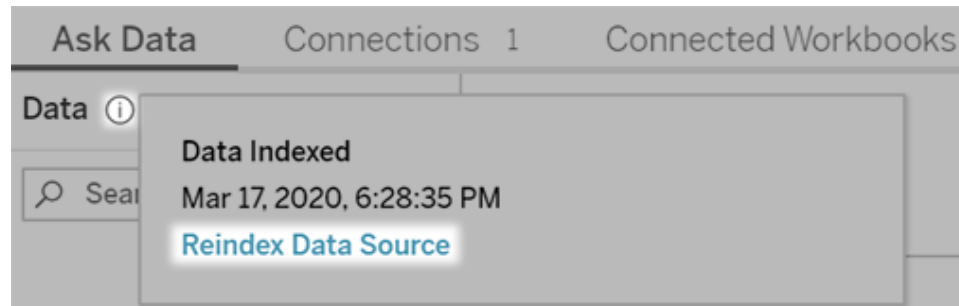 Ask Data Connections 1 Connected Workbooks
Data
Data Indexed
Sear
Mar 17, 2020, 6:28:35 PM
Reindex Data Source